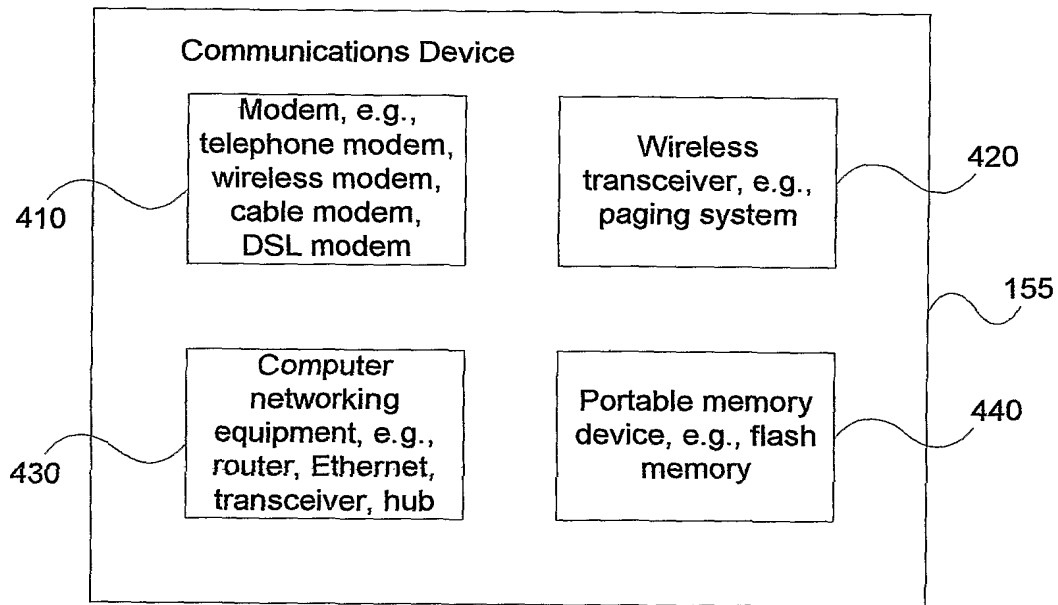 Communications Device
Modem, e.g.,
telephone modem,
wireless modem,
cable modem,
DSL modem
410
Wireless
transceiver, e.g.,
paging system
420
155
Computer
networking
equipment, e.g.,
router, Ethernet,
transceiver, hub
430
Portable memory
device, e.g., flash
memory
440